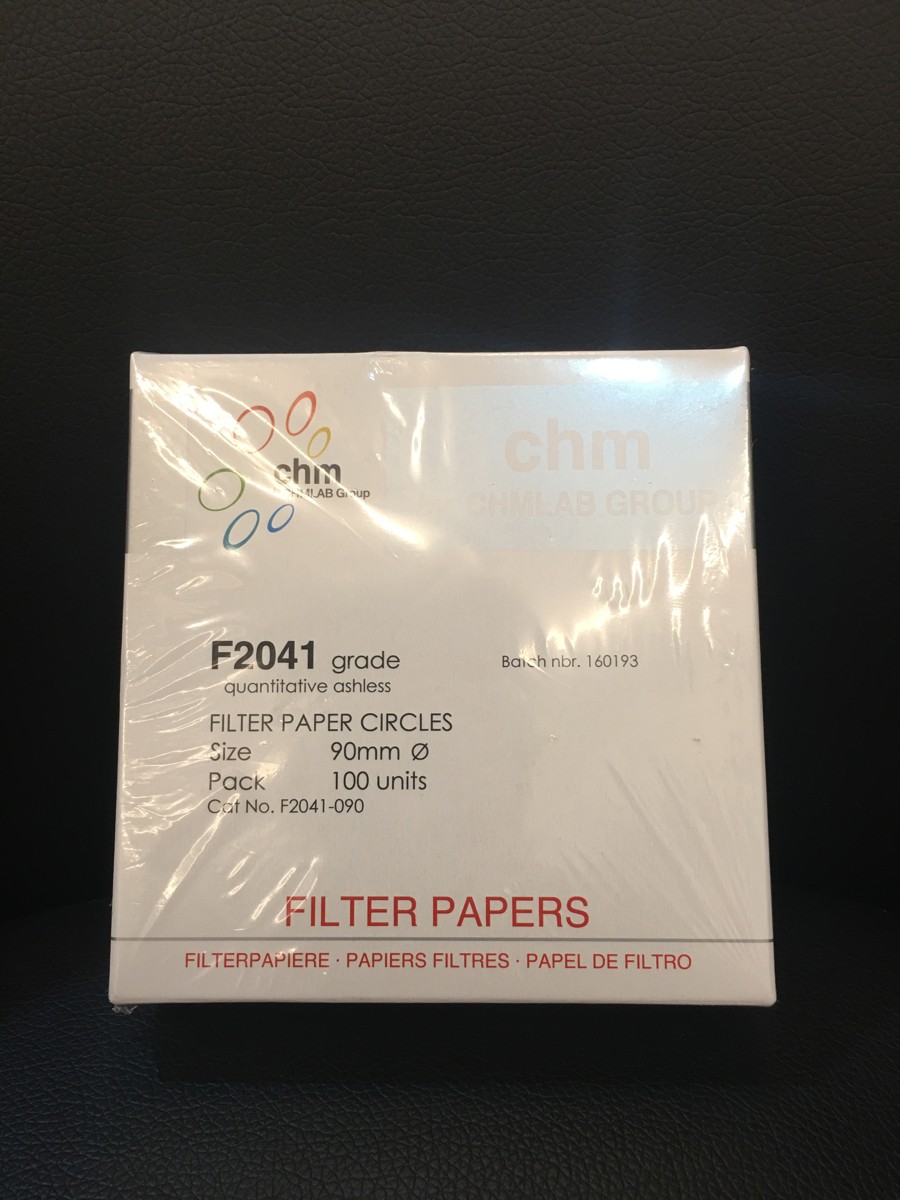 chm
CHMLAB Group
chm
CHMLAB GROUP
F2041 grade
quantitative ashless
Batch nbr. 160193
FILTER PAPER CIRCLES
Size 90mm Ø
Pack 100 units
Cat No. F2041-090
FILTER PAPERS
FILTERPAPIERE · PAPIERS FILTRES · PAPEL DE FILTRO